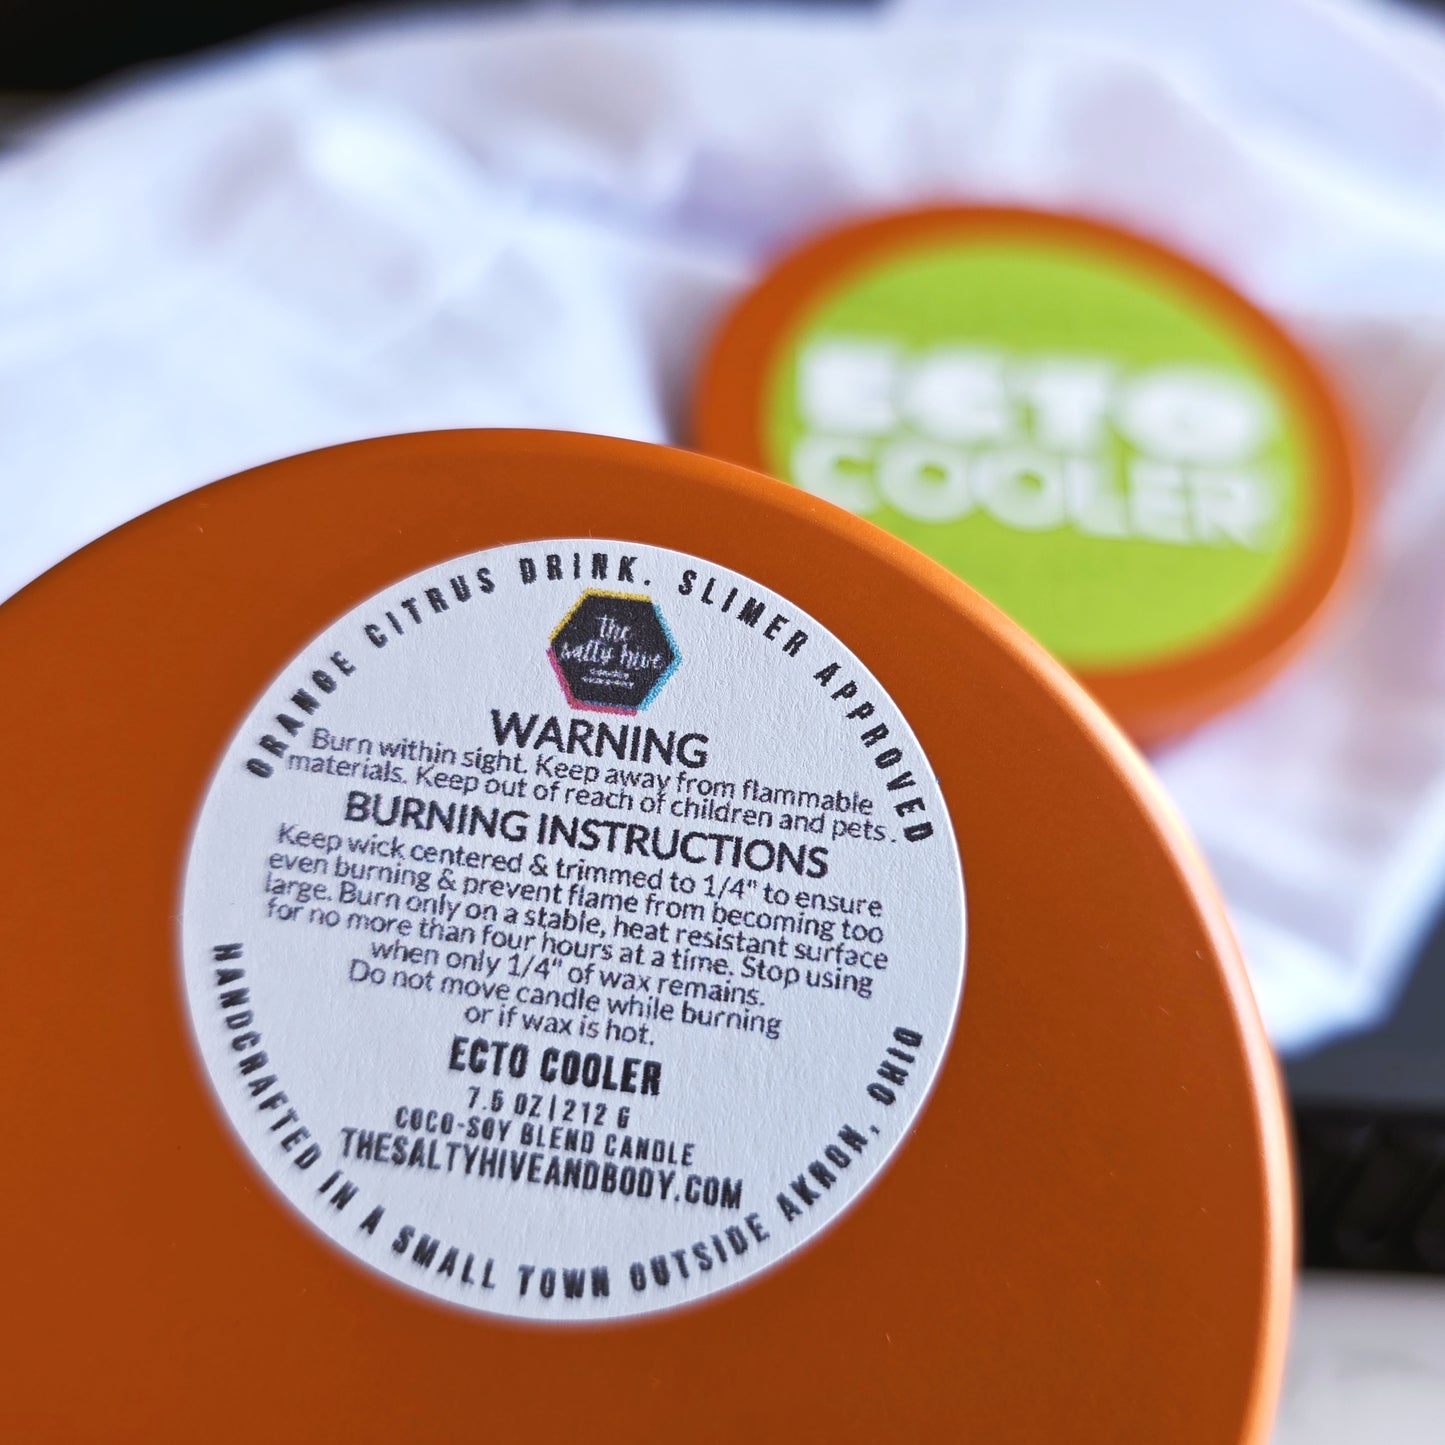 ECTO
COOLER
ORANGE CITRUS DRINK. SLIMER APPROVED
the
salty hive
WARNING
Burn within sight. Keep away from flammable
materials. Keep out of reach of children and pets.
BURNING INSTRUCTIONS
Keep wick centered & trimmed to 1/4" to ensure
even burning & prevent flame from becoming too
large. Burn only on a stable, heat resistant surface
for no more than four hours at a time. Stop using
when only 1/4" of wax remains.
Do not move candle while burning
or if wax is hot.
ECTO COOLER
7.5 OZ | 212 G
COCO-SOY BLEND CANDLE
THESALTYHIVEANDBODY.COM
HANDCRAFTED IN A SMALL TOWN OUTSIDE AKRON, OHIO